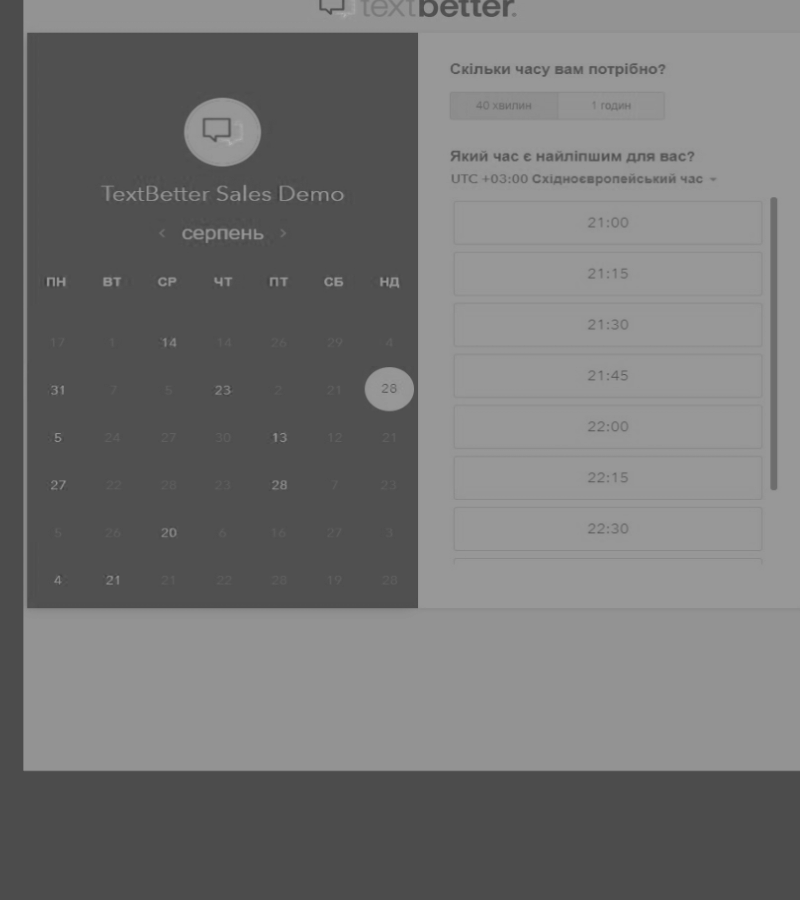 textbetter.
TextBetter Sales Demo
< серпень >
ПН ВТ СР ЧТ ПТ СБ НД
17 1 14 14 26 29 4
31 7 5 23 2 21 28
5 24 27 30 13 12 21
27 22 28 23 28 7 23
5 26 20 6 16 27 3
4 21 21 22 28 19 28
Скільки часу вам потрібно?
40 хвилин 1 годин
Який час є найліпшим для вас?
UTC +03:00 Східноєвропейський час
21:00
21:15
21:30
21:45
22:00
22:15
22:30